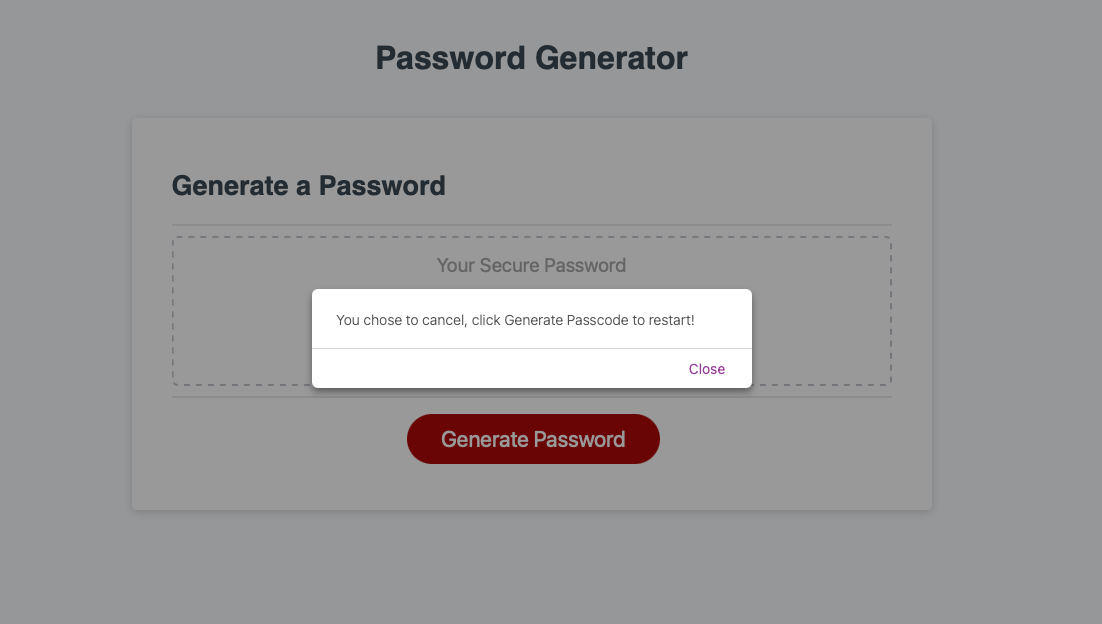 Password Generator
Generate a Password
Your Secure Password
You chose to cancel, click Generate Passcode to restart!
Close
Generate Password